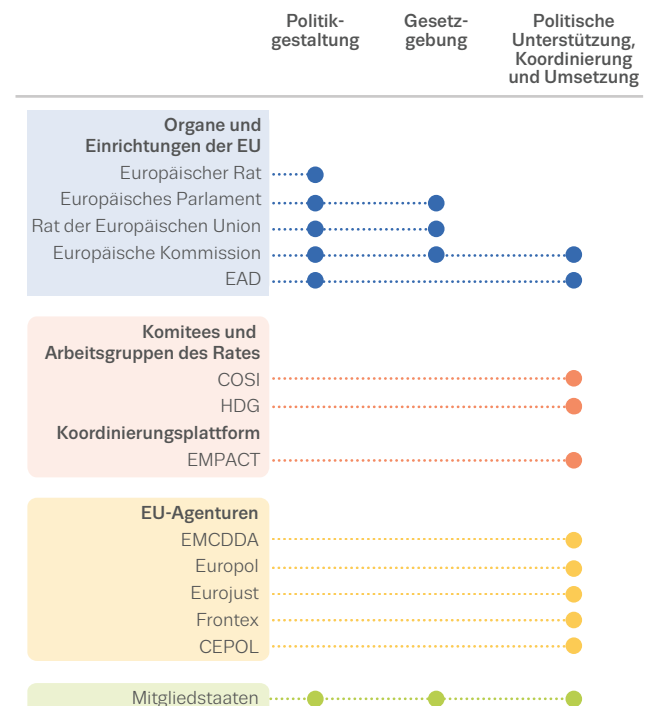 Politik-
gestaltung
Gesetz-
gebung
Politische
Unterstützung,
Koordinierung
und Umsetzung
Organe und
Einrichtungen der EU
Europäischer Rat
Europäisches Parlament
Rat der Europäischen Union
Europäische Kommission
EAD
Komitees und
Arbeitsgruppen des Rates
COSI
HDG
Koordinierungsplattform
EMPACT
EU-Agenturen
EMCDDA
Europol
Eurojust
Frontex
CEPOL
Mitgliedstaaten